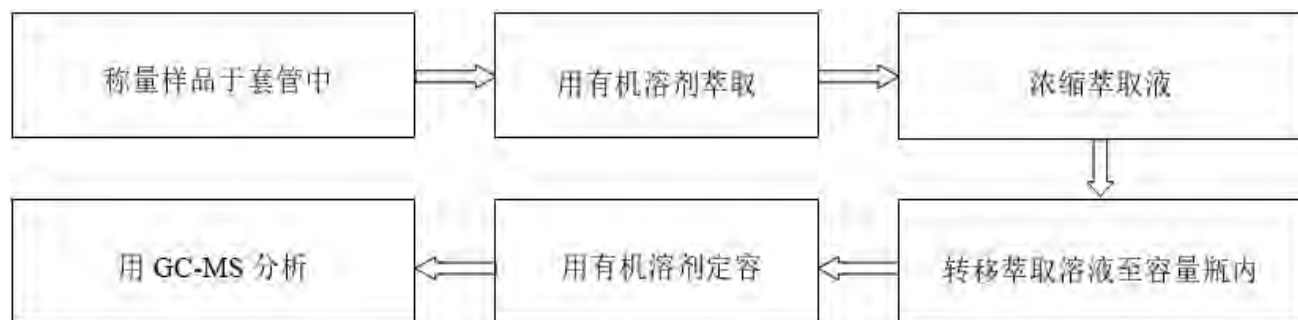 称量样品于套管中
用有机溶剂萃取
浓缩萃取液
转移萃取溶液至容量瓶内
用有机溶剂定容
用 GC-MS 分析